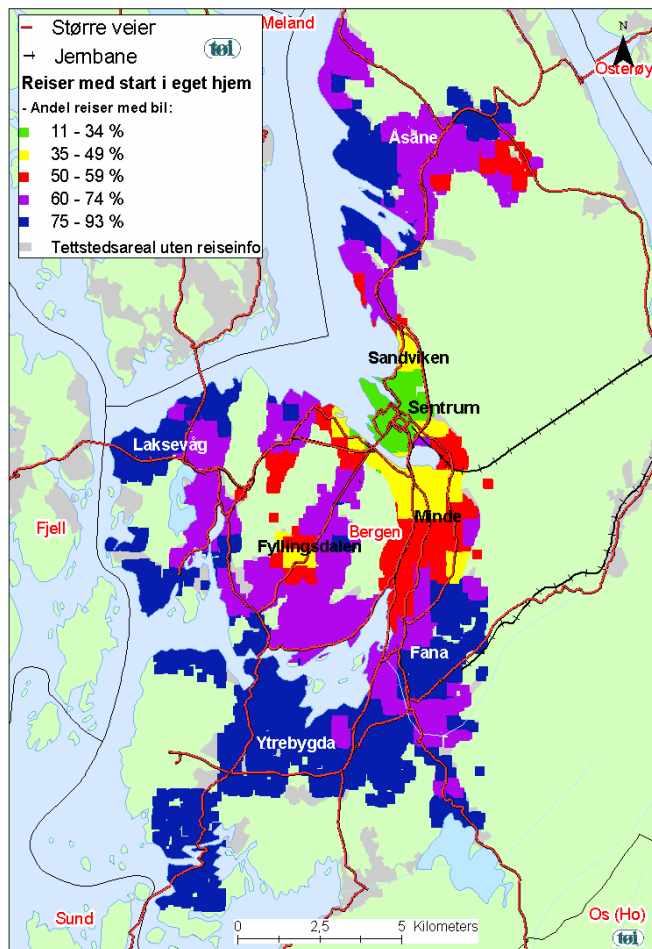 Større veier
Jernbane
tøi
Reiser med start i eget hjem
- Andel reiser med bil:
11 - 34 %
35 - 49 %
50 - 59 %
60 - 74 %
75 - 93 %
Tettstedsareal uten reiseinfo
Meland
N
Osterøy
Åsåne
Sandviken
Sentrum
Laksevåg
Fjell
Minde
Bergen
Fyllingsdalen
Fana
Ytrebygda
Sund
Os (Ho)
0 2,5 5 Kilometers
tøi